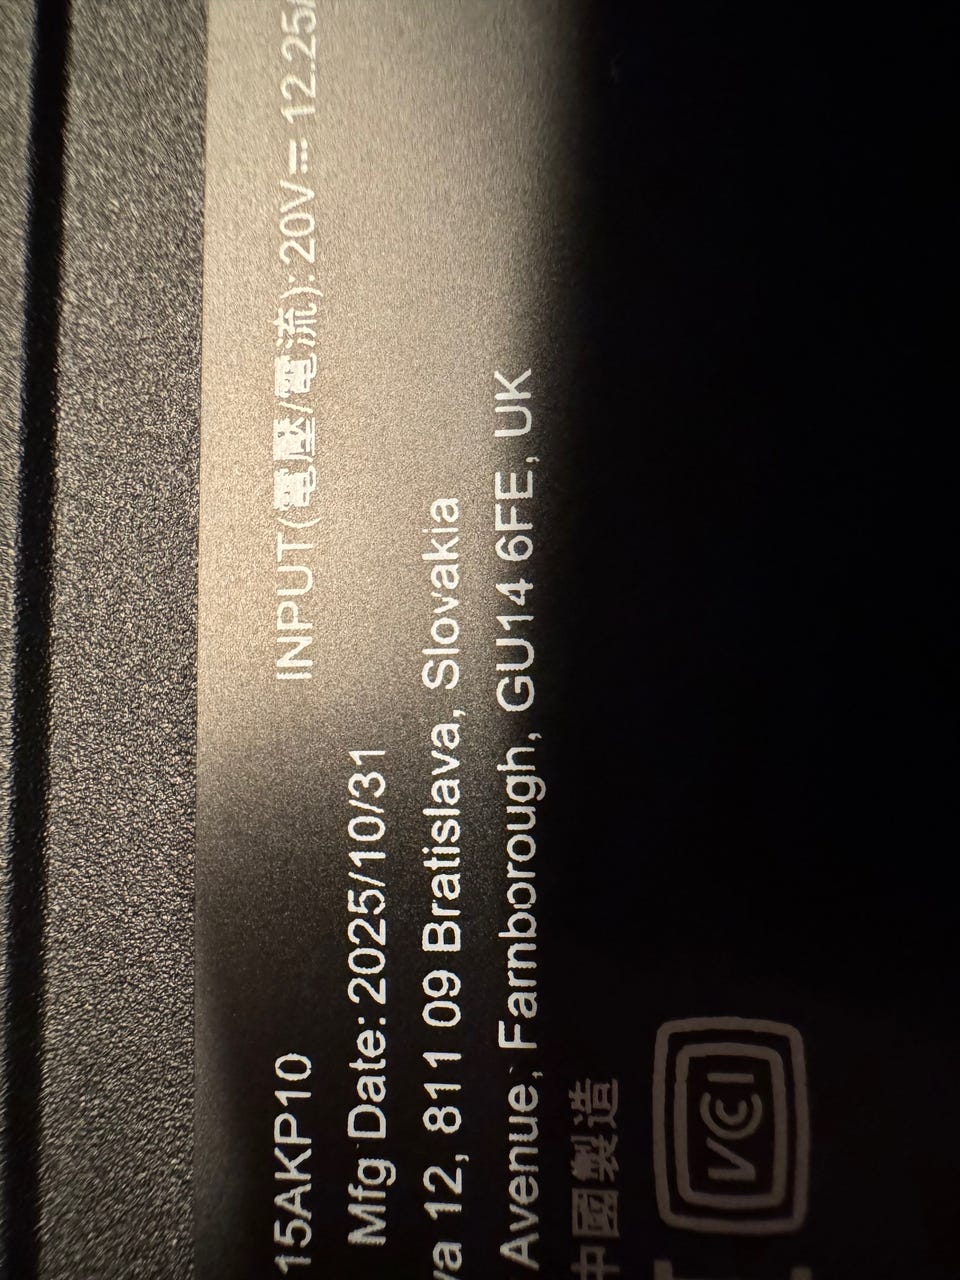 15AKP10 INPUT(電壓/電流): 20V⎓12.25
Mfg Date: 2025/10/31
12, 811 09 Bratislava, Slovakia
Avenue, Farnborough, GU14 6FE, UK
中國製造
VCI